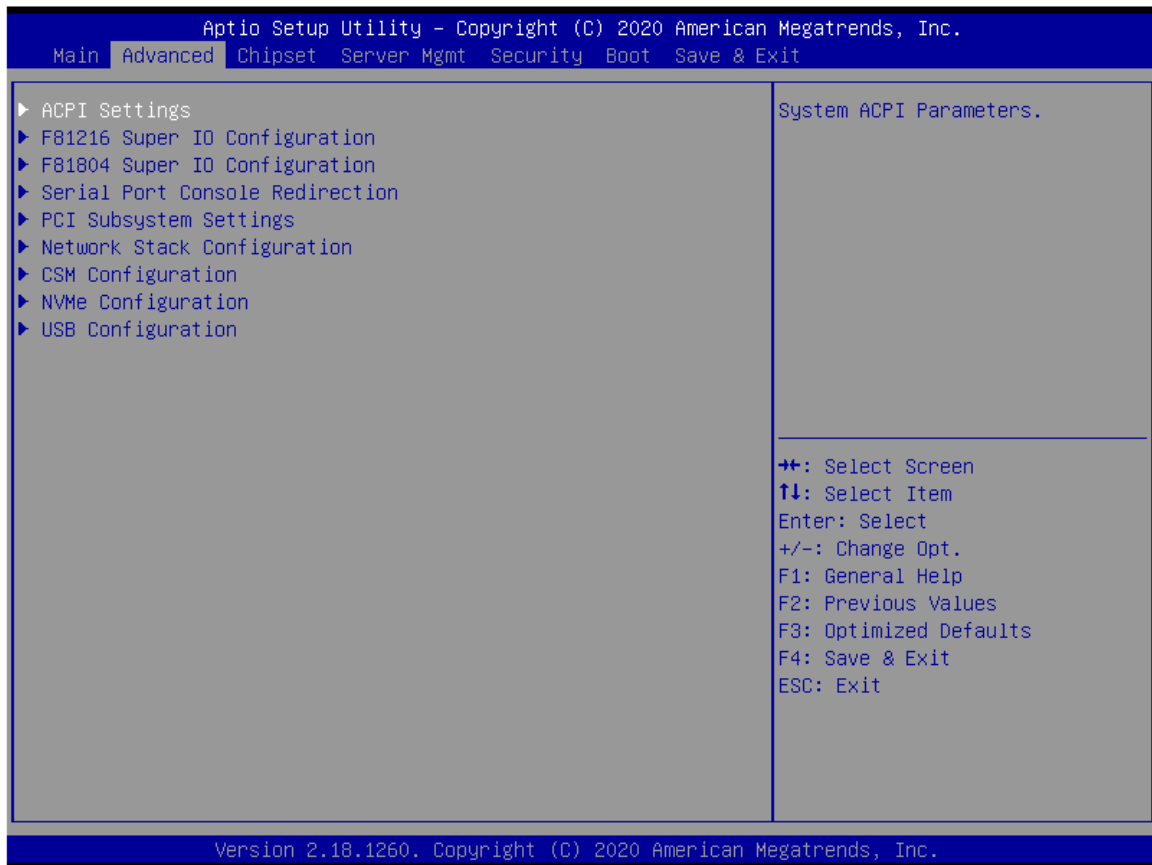 Aptio Setup Utility – Copyright (C) 2020 American Megatrends, Inc.
Main Advanced Chipset Server Mgmt Security Boot Save & Exit
► ACPI Settings
► F81216 Super IO Configuration
► F81804 Super IO Configuration
► Serial Port Console Redirection
► PCI Subsystem Settings
► Network Stack Configuration
► CSM Configuration
► NVMe Configuration
► USB Configuration
System ACPI Parameters.
→←: Select Screen
↑↓: Select Item
Enter: Select
+/-: Change Opt.
F1: General Help
F2: Previous Values
F3: Optimized Defaults
F4: Save & Exit
ESC: Exit
Version 2.18.1260. Copyright (C) 2020 American Megatrends, Inc.